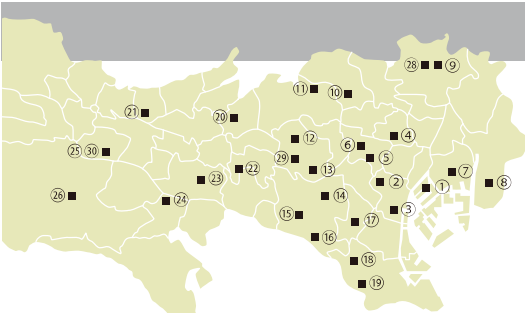 ㉘ ⑨
⑪ ⑩
㉑ ⑳
④
⑫ ⑥
㉕ ㉚ ㉙ ⑤
㉒ ⑬ ⑦
㉓ ② ① ⑧
㉖ ㉔ ⑭
⑮ ⑰ ③
⑯
⑱
⑲